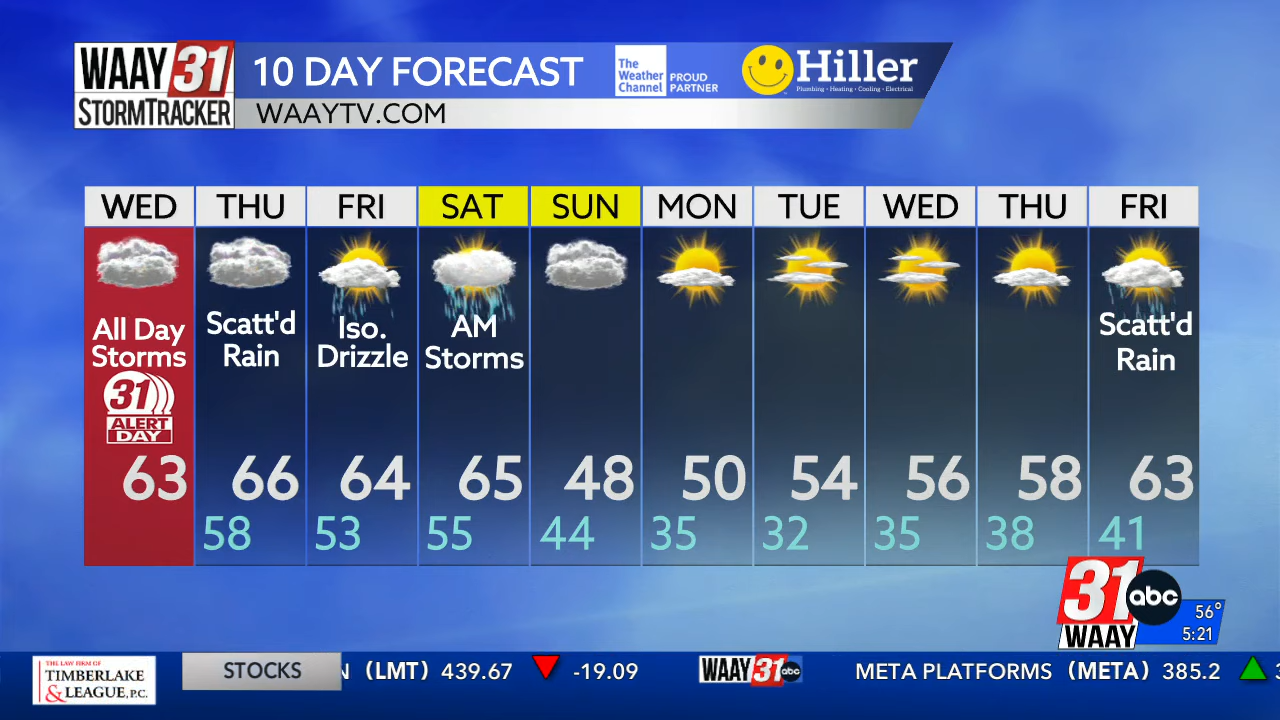 WAAY 31
STORMTRACKER
10 DAY FORECAST
WAAYTV.COM
The
Weather
Channel
PROUD
PARTNER
Hiller
Plumbing • Heating • Cooling • Electrical
WED THU FRI SAT SUN MON TUE WED THU FRI
All Day
Storms
31
ALERT
DAY
Scatt'd
Rain
Iso.
Drizzle
AM
Storms
Scatt'd
Rain
63 66 64 65 48 50 54 56 58 63
58 53 55 44 35 32 35 38 41
31
abc
WAAY
56°
5:21
THE LAW FIRM OF
TIMBERLAKE
& LEAGUE, P.C.
STOCKS
N (LMT) 439.67 -19.09 WAAY 31 abc META PLATFORMS (META) 385.2